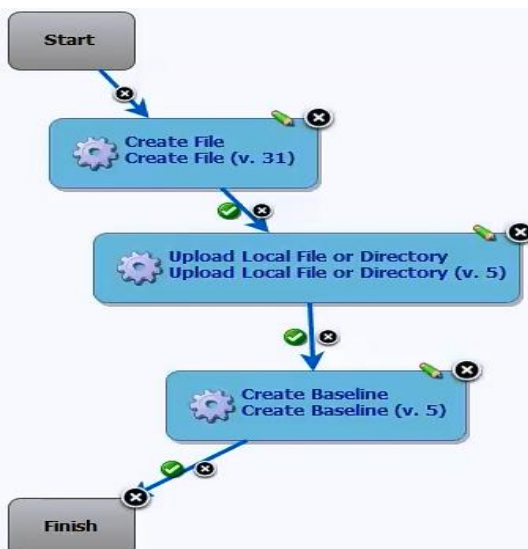 Start
Create File
Create File (v. 31)
Upload Local File or Directory
Upload Local File or Directory (v. 5)
Create Baseline
Create Baseline (v. 5)
Finish